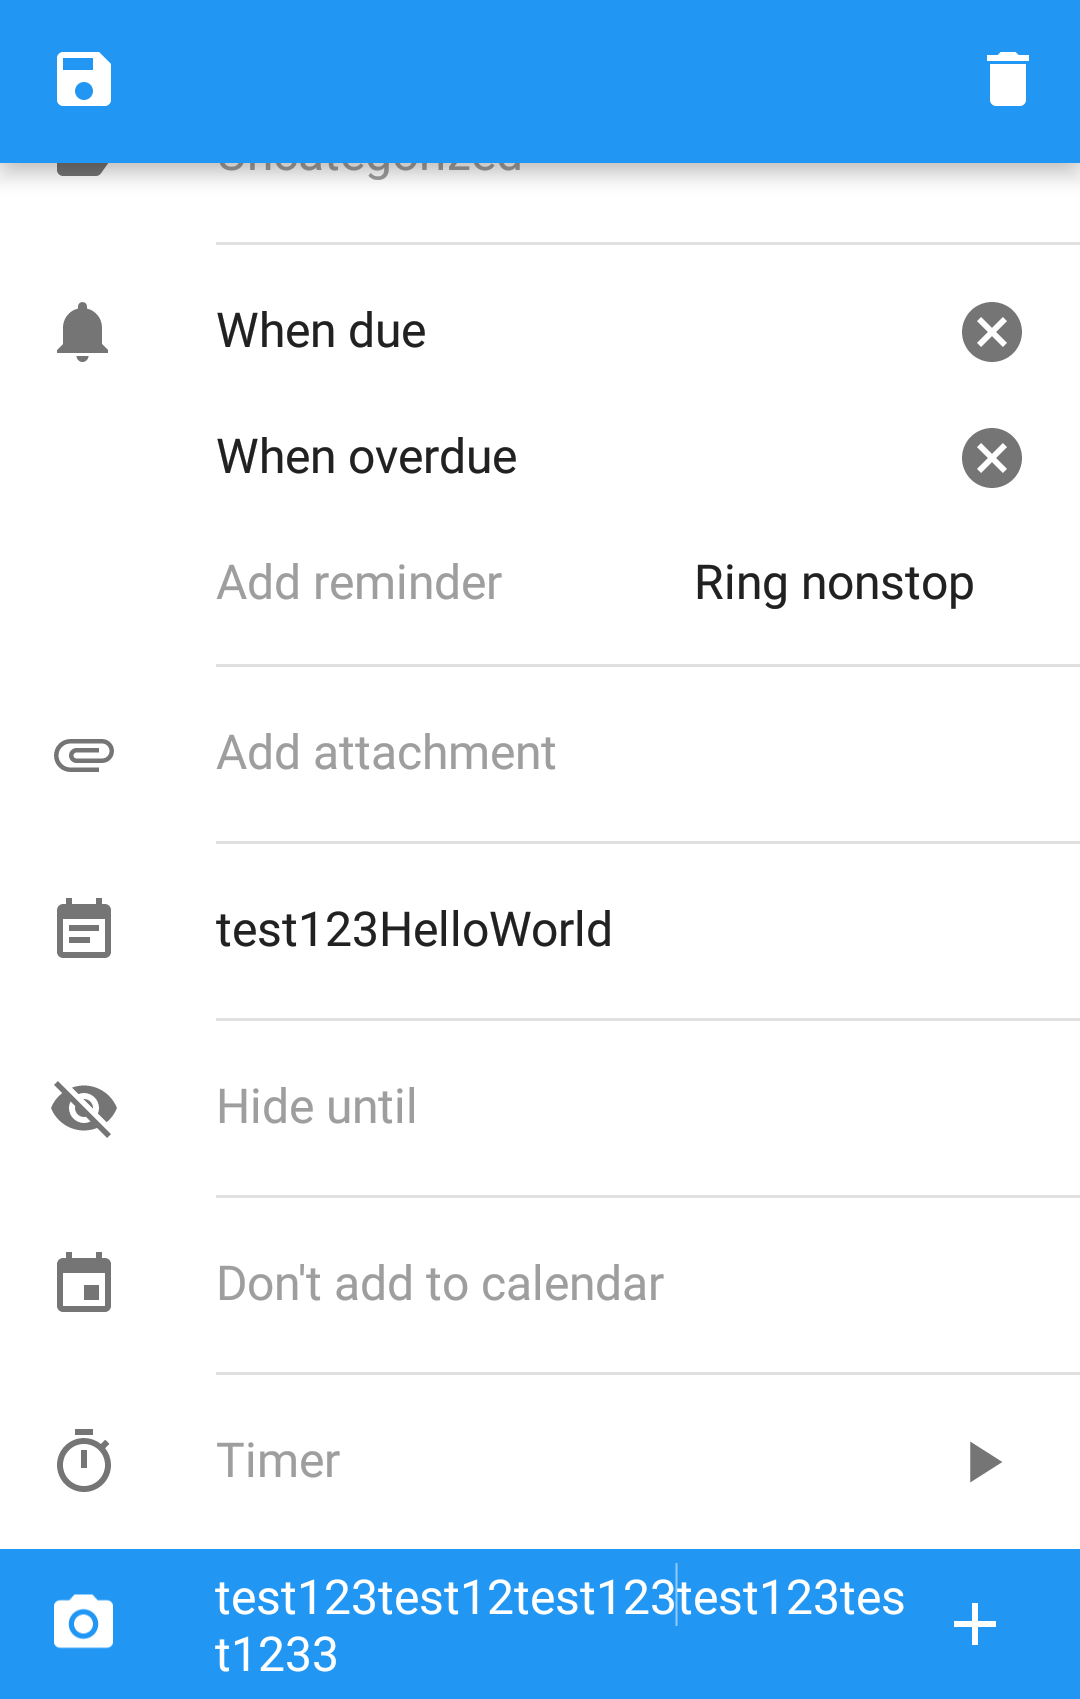 Uncategorized
When due
When overdue
Add reminder Ring nonstop
Add attachment
test123HelloWorld
Hide until
Don't add to calendar
Timer
test123test12test123test123tes
t1233